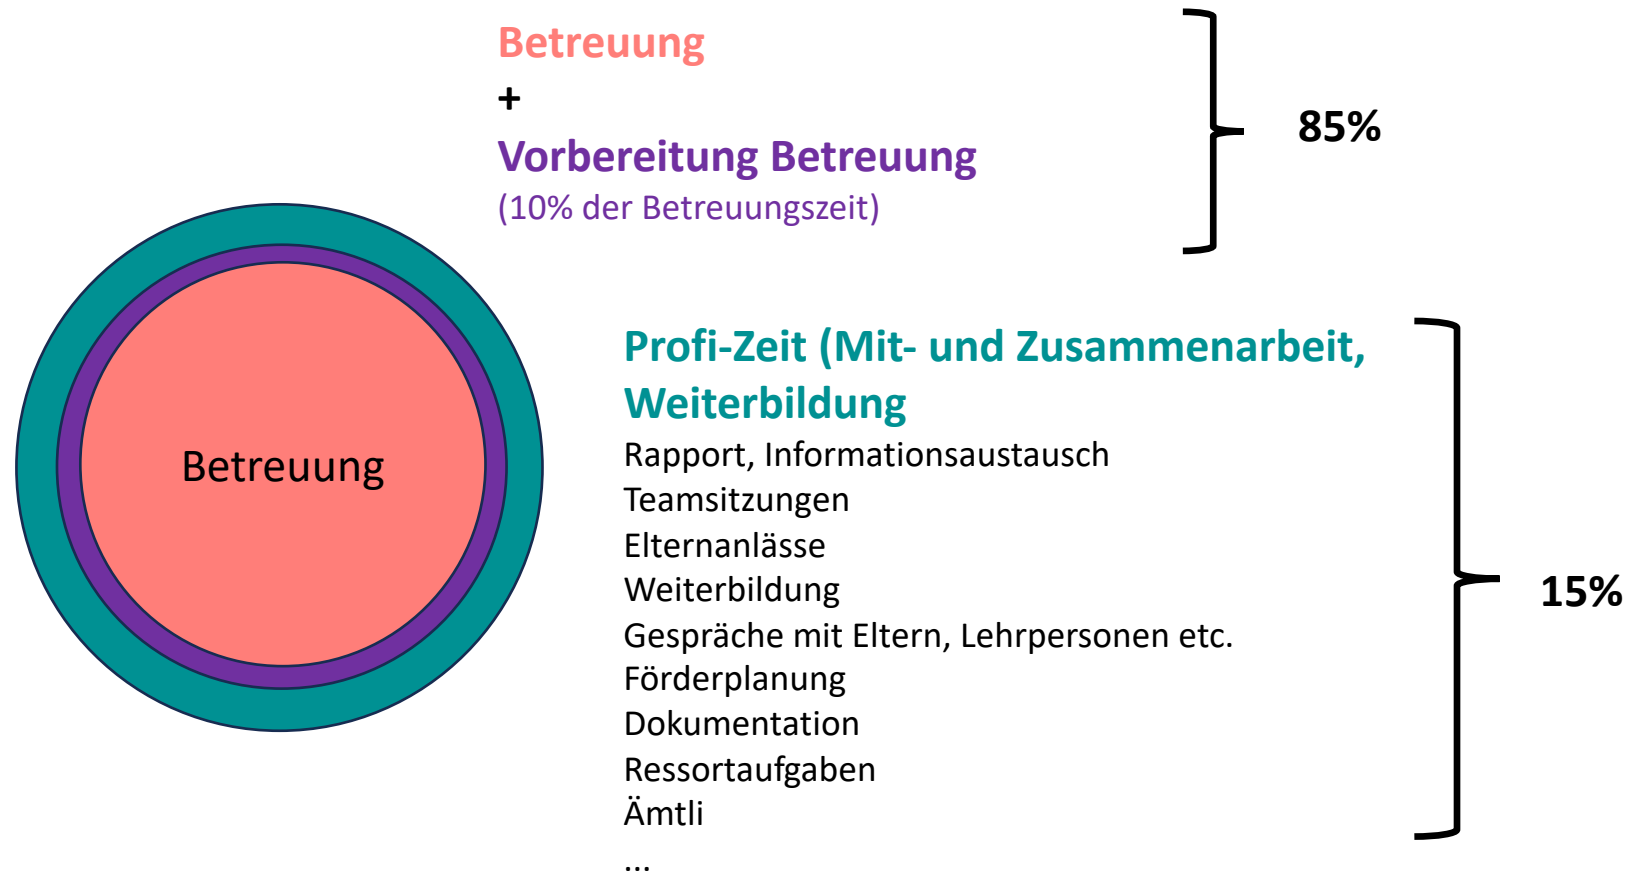 Betreuung
+
Vorbereitung Betreuung
(10% der Betreuungszeit)
85%
Betreuung
Profi-Zeit (Mit- und Zusammenarbeit,
Weiterbildung
Rapport, Informationsaustausch
Teamsitzungen
Elternanlässe
Weiterbildung
Gespräche mit Eltern, Lehrpersonen etc.
Förderplanung
Dokumentation
Ressortaufgaben
Ämtli
...
15%